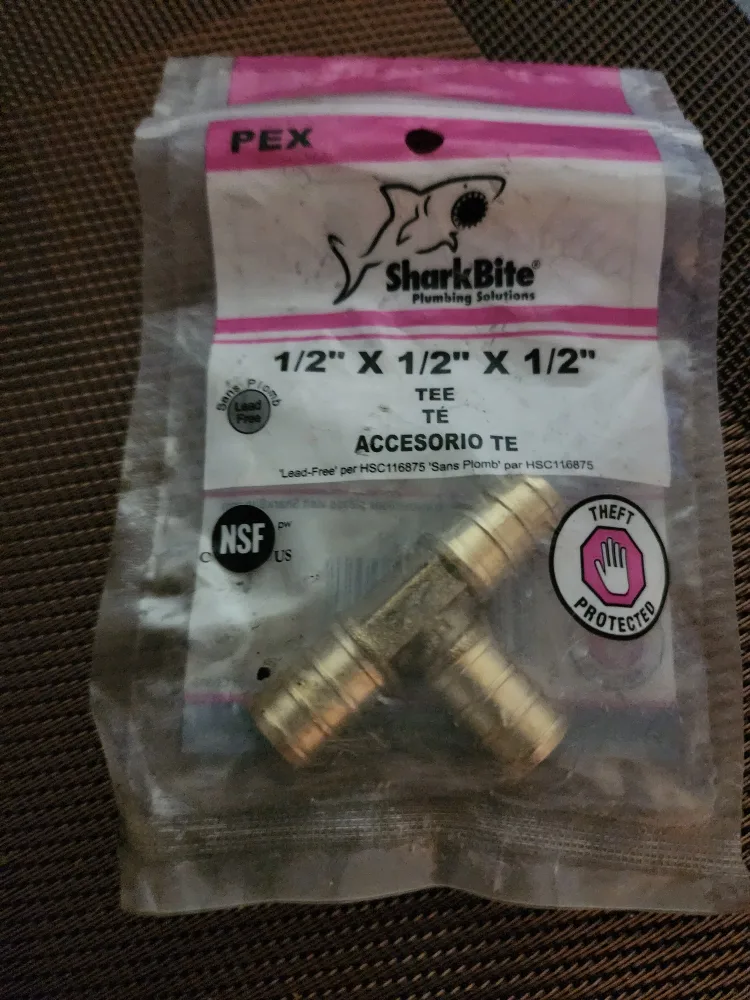 PEX
SharkBite®
Plumbing Solutions
1/2" X 1/2" X 1/2"
Sans Plomb
Lead
Free
TEE
TÉ
ACCESORIO TE
'Lead-Free' per HSC116875 'Sans Plomb' par HSC116875
NSF
pw
C US
THEFT
PROTECTED